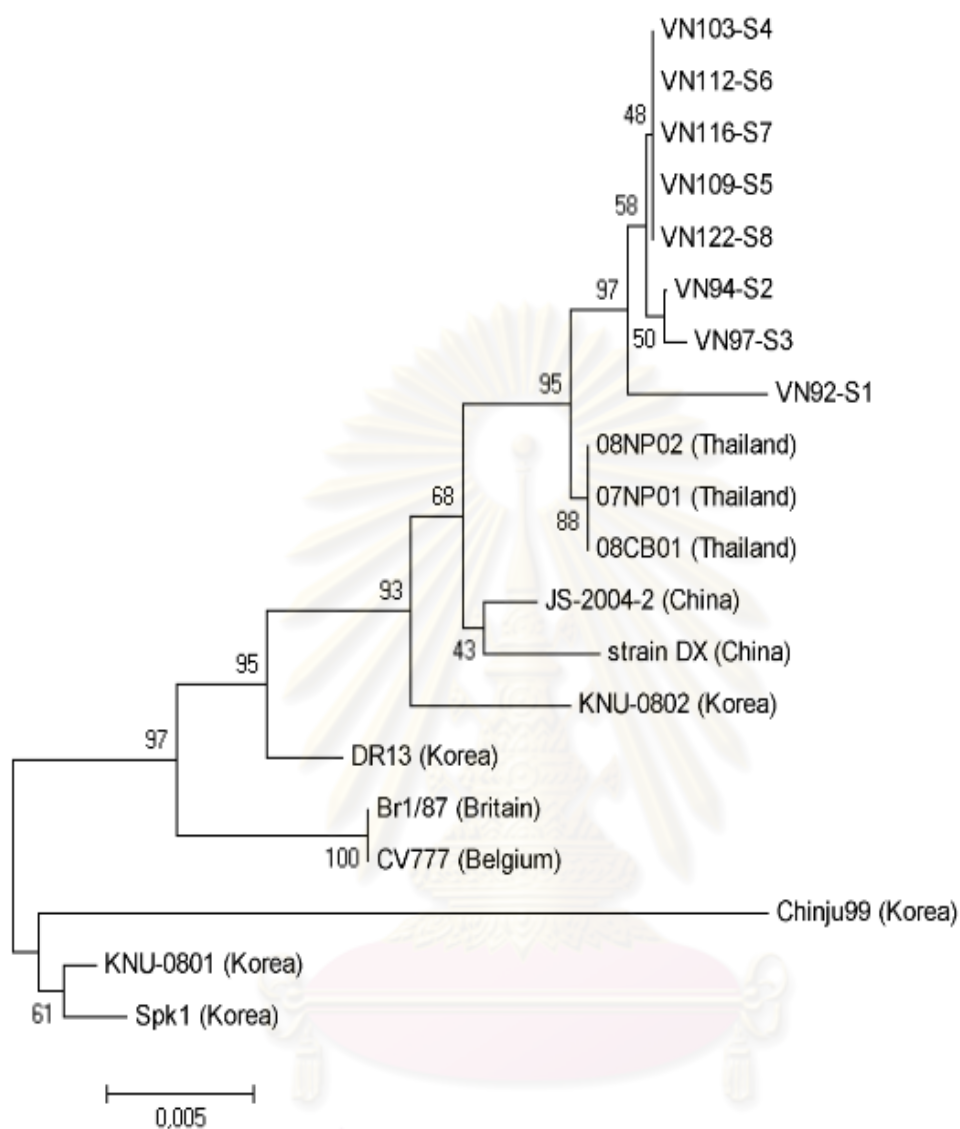 VN103-S4
VN112-S6
48
VN116-S7
VN109-S5
58
VN122-S8
97
VN94-S2
50
VN97-S3
95
VN92-S1
08NP02 (Thailand)
68
07NP01 (Thailand)
88
08CB01 (Thailand)
93
JS-2004-2 (China)
43
strain DX (China)
95
KNU-0802 (Korea)
97
DR13 (Korea)
Br1/87 (Britain)
100
CV777 (Belgium)
Chinju99 (Korea)
KNU-0801 (Korea)
61
Spk1 (Korea)
0,005